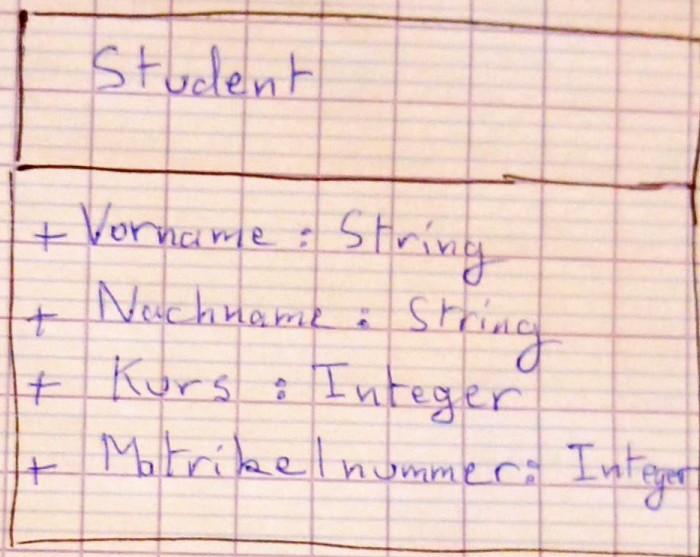 Student
+ Vorname : String
+ Nachname : String
+ Kurs : Integer
+ Matrikelnummer : Integer